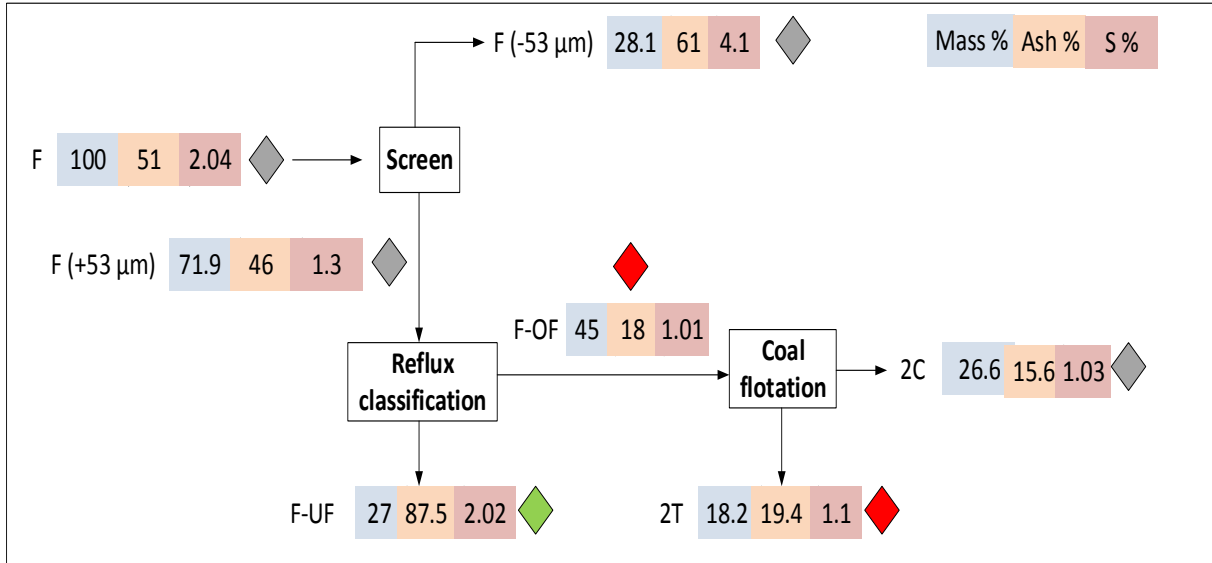 F (-53 µm) 28.1 61 4.1
Mass % Ash % S %
F 100 51 2.04
Screen
F (+53 µm) 71.9 46 1.3
F-OF 45 18 1.01
Reflux
classification
Coal
flotation
2C 26.6 15.6 1.03
F-UF 27 87.5 2.02
2T 18.2 19.4 1.1